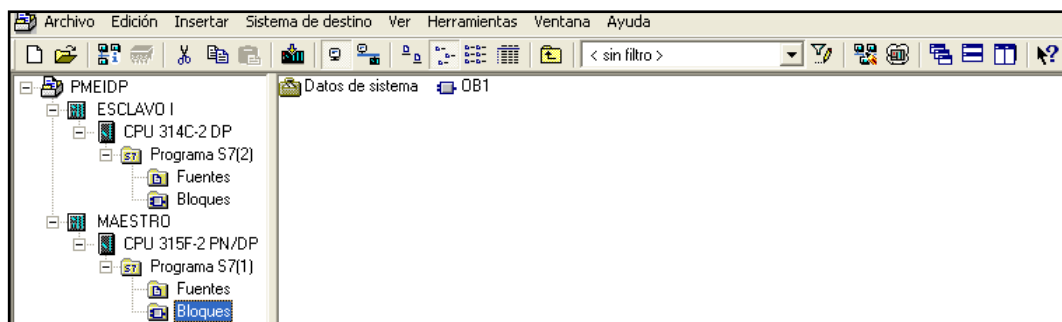 Archivo Edición Insertar Sistema de destino Ver Herramientas Ventana Ayuda
< sin filtro >
PMEIDP
ESCLAVO I
CPU 314C-2 DP
Programa S7(2)
Fuentes
Bloques
MAESTRO
CPU 315F-2 PN/DP
Programa S7(1)
Fuentes
Bloques
Datos de sistema OB1